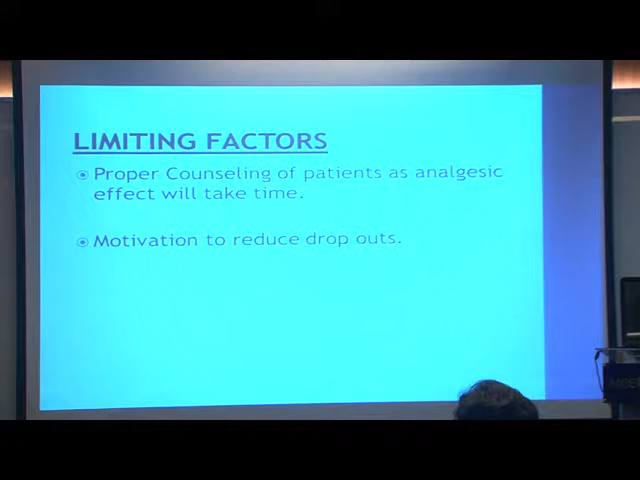 LIMITING FACTORS
Proper Counseling of patients as analgesic
effect will take time.
Motivation to reduce drop outs.